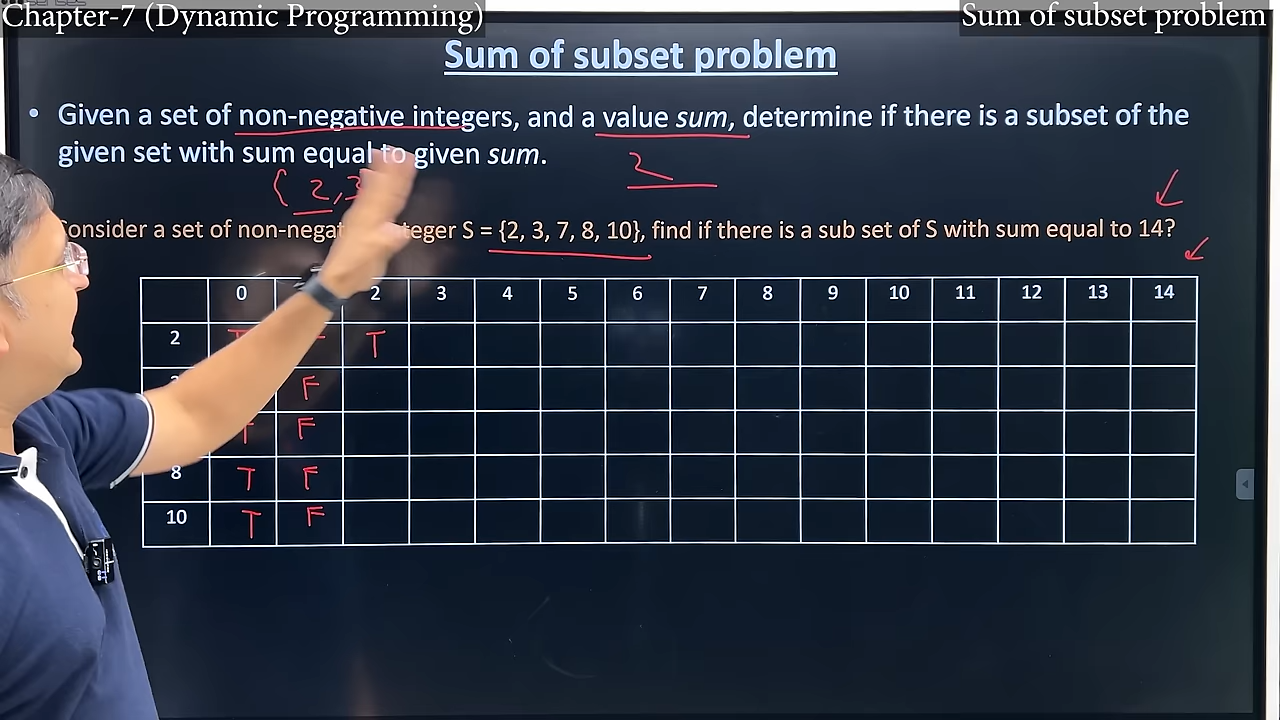 Chapter-7 (Dynamic Programming)
Sum of subset problem
Sum of subset problem
• Given a set of non-negative integers, and a value sum, determine if there is a subset of the
given set with sum equal to given sum.
{ 2, 3
2
onsider a set of non-negat teger S = {2, 3, 7, 8, 10}, find if there is a sub set of S with sum equal to 14?
0 2 3 4 5 6 7 8 9 10 11 12 13 14
2 T T
F
T F
8 T F
10 T F